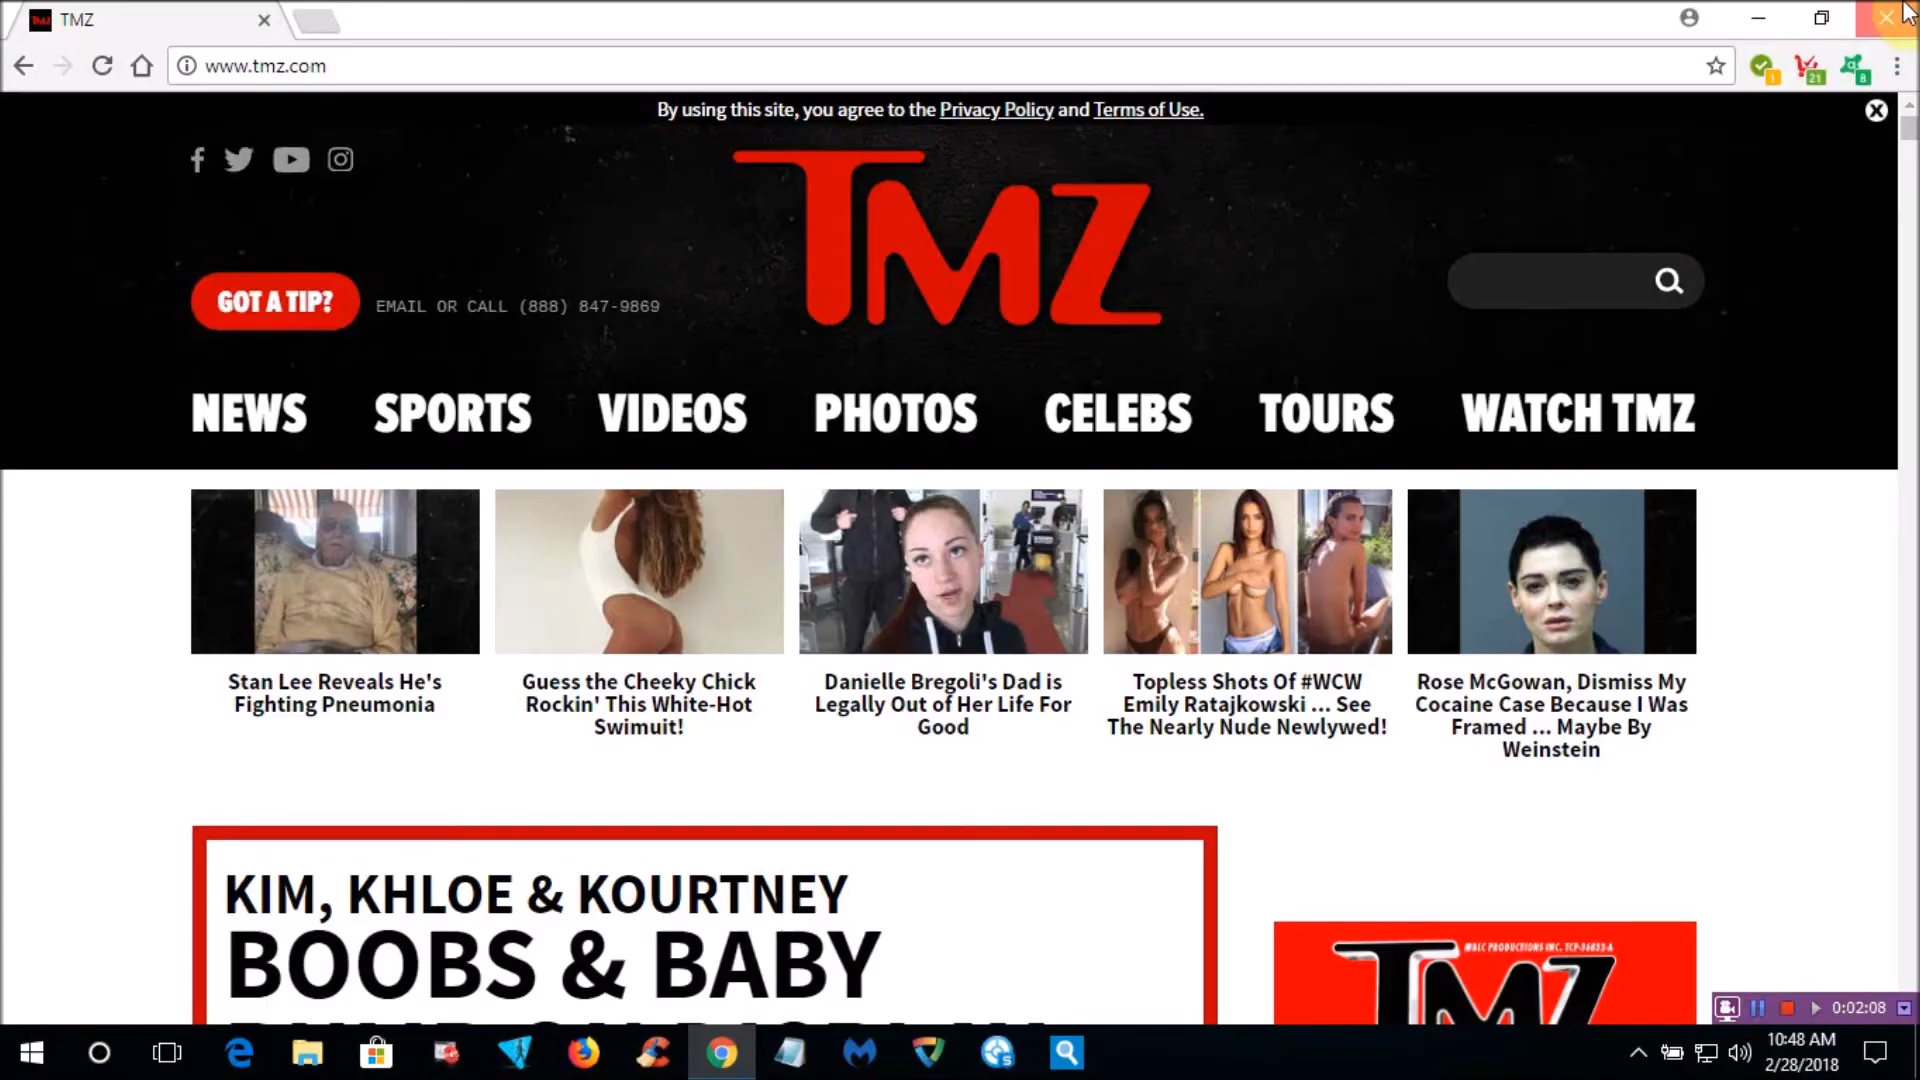 TMZ
www.tmz.com
1
21
8
By using this site, you agree to the Privacy Policy and Terms of Use.
TMZ
GOT A TIP?
EMAIL OR CALL (888) 847-9869
NEWS SPORTS VIDEOS PHOTOS CELEBS TOURS WATCH TMZ
Stan Lee Reveals He's
Fighting Pneumonia
Guess the Cheeky Chick
Rockin' This White-Hot
Swimuit!
Danielle Bregoli's Dad is
Legally Out of Her Life For
Good
Topless Shots Of #WCW
Emily Ratajkowski ... See
The Nearly Nude Newlywed!
Rose McGowan, Dismiss My
Cocaine Case Because I Was
Framed ... Maybe By
Weinstein
KIM, KHLOE & KOURTNEY
BOOBS & BABY
TMZ
0:02:08
10:48 AM
2/28/2018